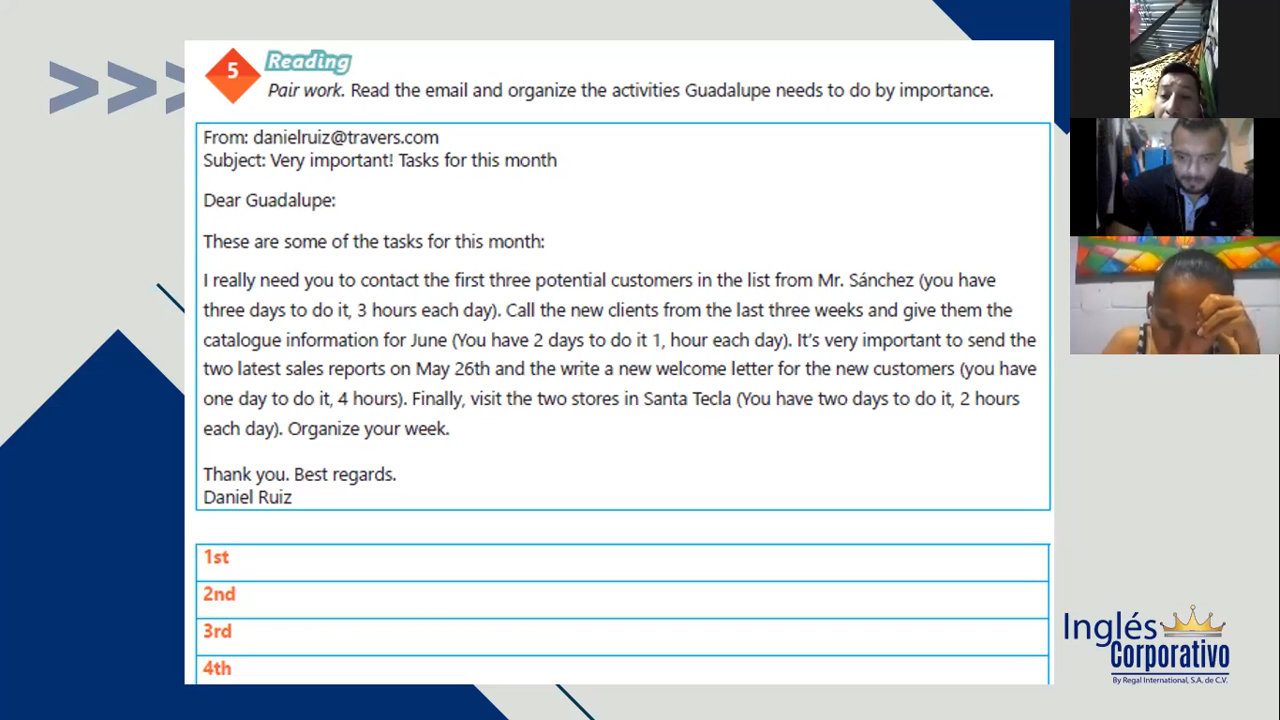 5
Reading
Pair work. Read the email and organize the activities Guadalupe needs to do by importance.
From: danielruiz@travers.com
Subject: Very important! Tasks for this month
Dear Guadalupe:
These are some of the tasks for this month:
I really need you to contact the first three potential customers in the list from Mr. Sánchez (you have
three days to do it, 3 hours each day). Call the new clients from the last three weeks and give them the
catalogue information for June (You have 2 days to do it 1, hour each day). It's very important to send the
two latest sales reports on May 26th and the write a new welcome letter for the new customers (you have
one day to do it, 4 hours). Finally, visit the two stores in Santa Tecla (You have two days to do it, 2 hours
each day). Organize your week.
Thank you. Best regards.
Daniel Ruiz
1st
2nd
3rd
4th
Inglés
Corporativo
By Regal International, S.A. de C.V.